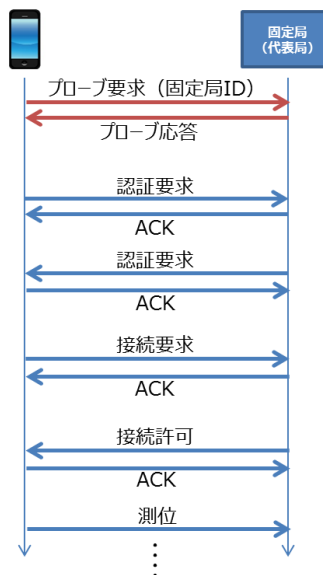 固定局
（代表局）
プローブ要求（固定局ID）
プローブ応答
認証要求
ACK
認証要求
ACK
接続要求
ACK
接続許可
ACK
測位